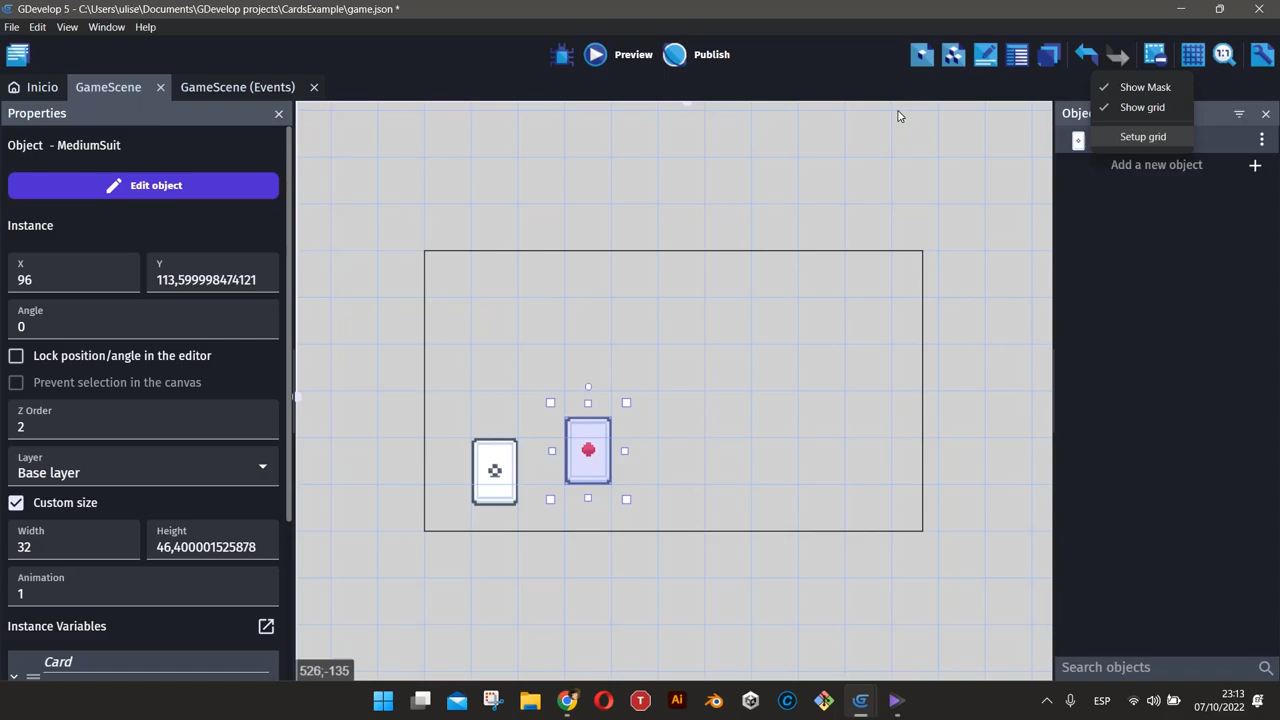 GDevelop 5 - C:\Users\ulise\Documents\GDevelop projects\CardsExample\game.json *
File Edit View Window Help
Preview Publish
Inicio GameScene GameScene (Events)
Show Mask
Show grid
Setup grid
Properties
Object - MediumSuit
Edit object
Instance
X
96
Y
113,599998474121
Angle
0
Lock position/angle in the editor
Prevent selection in the canvas
Z Order
2
Layer
Base layer
Custom size
Width
32
Height
46,400001525878
Animation
1
Instance Variables
Card
526;-135
Add a new object
Search objects
ESP
23:13
07/10/2022